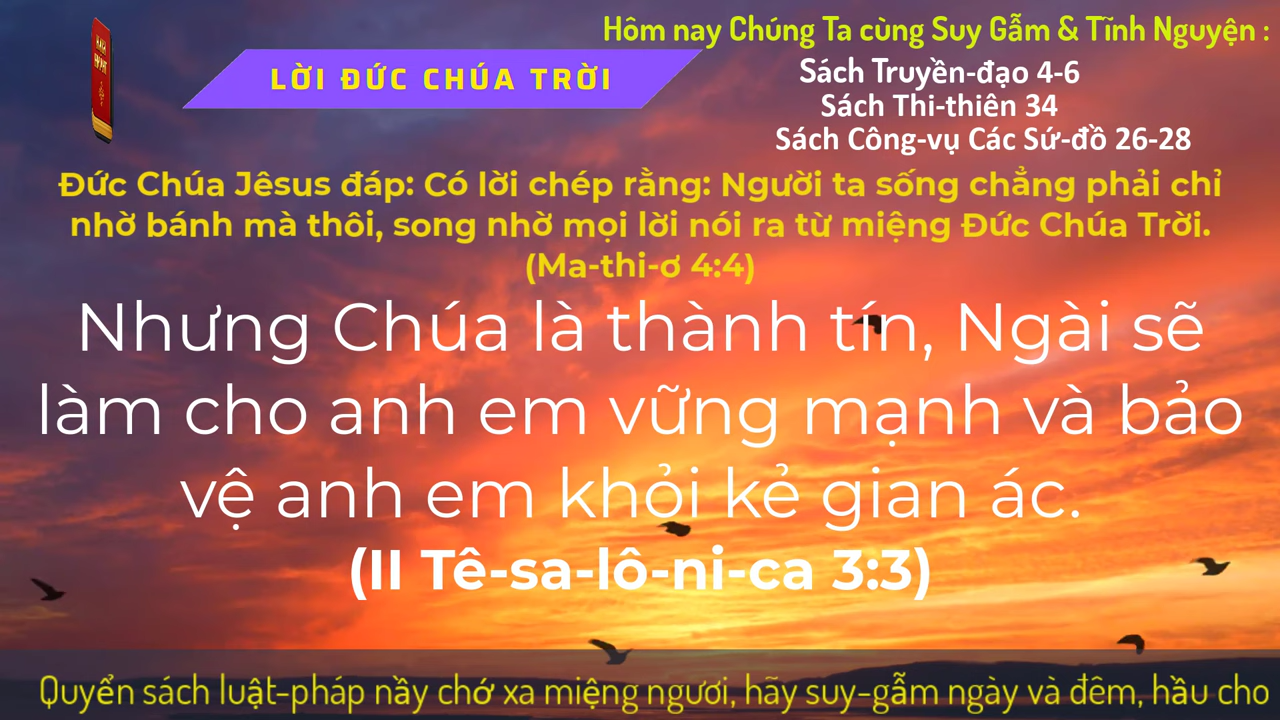 Hôm nay Chúng Ta cùng Suy Gẫm & Tĩnh Nguyện :
LỜI ĐỨC CHÚA TRỜI
Sách Truyền-đạo 4-6
Sách Thi-thiên 34
Sách Công-vụ Các Sứ-đồ 26-28
Đức Chúa Jêsus đáp: Có lời chép rằng: Người ta sống chẳng phải chỉ
nhờ bánh mà thôi, song nhờ mọi lời nói ra từ miệng Đức Chúa Trời.
(Ma-thi-ơ 4:4)
Nhưng Chúa là thành tín, Ngài sẽ
làm cho anh em vững mạnh và bảo
vệ anh em khỏi kẻ gian ác.
(II Tê-sa-lô-ni-ca 3:3)
Quyển sách luật-pháp nầy chớ xa miệng ngươi, hãy suy-gẫm ngày và đêm, hầu cho